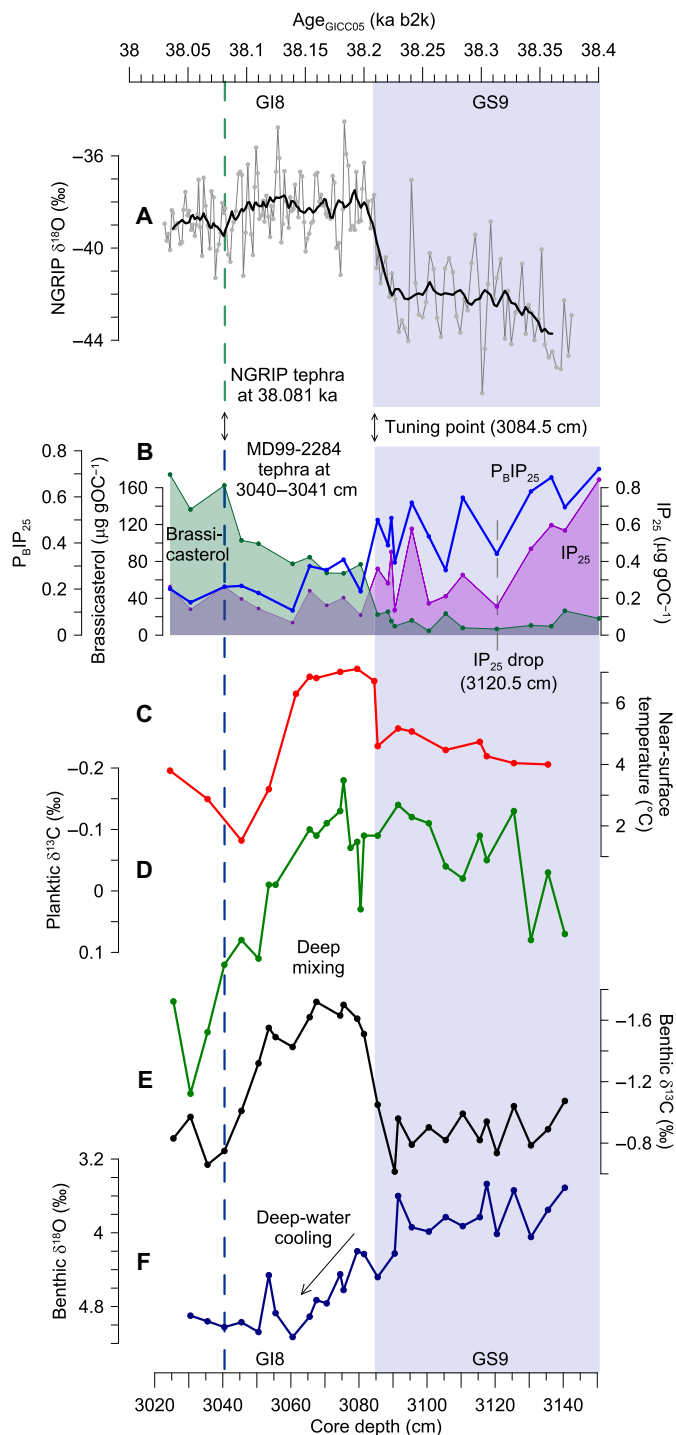 Age_GICC05 (ka b2k)
38 38.05 38.1 38.15 38.2 38.25 38.3 38.35 38.4
GI8 GS9
−36
−40
−44
NGRIP δ¹⁸O (‰)
A
NGRIP tephra
at 38.081 ka
Tuning point (3084.5 cm)
B
MD99-2284
tephra at
3040–3041 cm
P_BIP_25
0.8
0.6
0.4
0.2
0
P_BIP_25
160
120
80
40
0
Brassicasterol (µg gOC⁻¹)
Brassi-
casterol
IP_25
0.8
0.6
0.4
0.2
0
IP_25 (µg gOC⁻¹)
IP_25 drop
(3120.5 cm)
C
6
4
2
Near-surface
temperature
(°C)
−0.2
−0.1
0
0.1
Planktic δ¹³C (‰)
D
Deep
mixing
E
−1.6
−1.2
−0.8
Benthic δ¹³C
(‰)
3.2
4
4.8
Benthic δ¹⁸O
(‰)
Deep-water
cooling
F
GI8 GS9
3020 3040 3060 3080 3100 3120 3140
Core depth (cm)